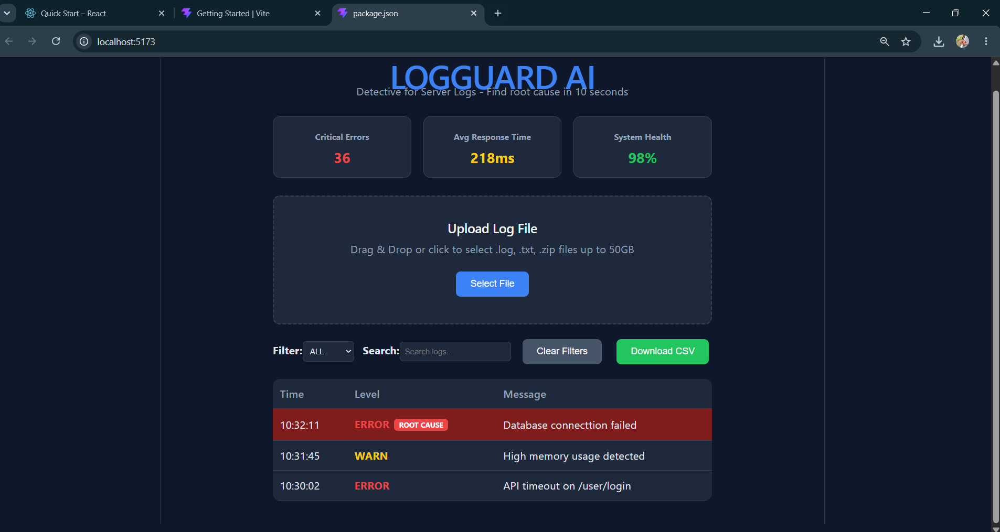 Quick Start – React
Getting Started | Vite
package.json
localhost:5173
LOGGUARD AI
Detective for Server Logs - Find root cause in 10 seconds
Critical Errors
36
Avg Response Time
218ms
System Health
98%
Upload Log File
Drag & Drop or click to select .log, .txt, .zip files up to 50GB
Select File
Filter: ALL Search: Search logs... Clear Filters Download CSV
Time Level Message
10:32:11 ERROR ROOT CAUSE Database connecttion failed
10:31:45 WARN High memory usage detected
10:30:02 ERROR API timeout on /user/login